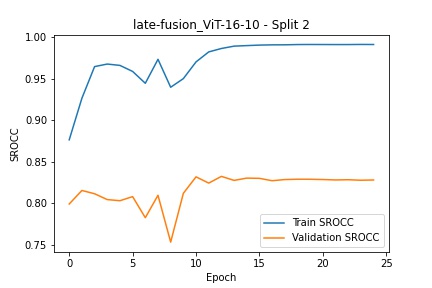 late-fusion_ViT-16-10 - Split 2
1.00
0.95
0.90
0.85
0.80
0.75
SROCC
0 5 10 15 20 25
Epoch
Train SROCC
Validation SROCC